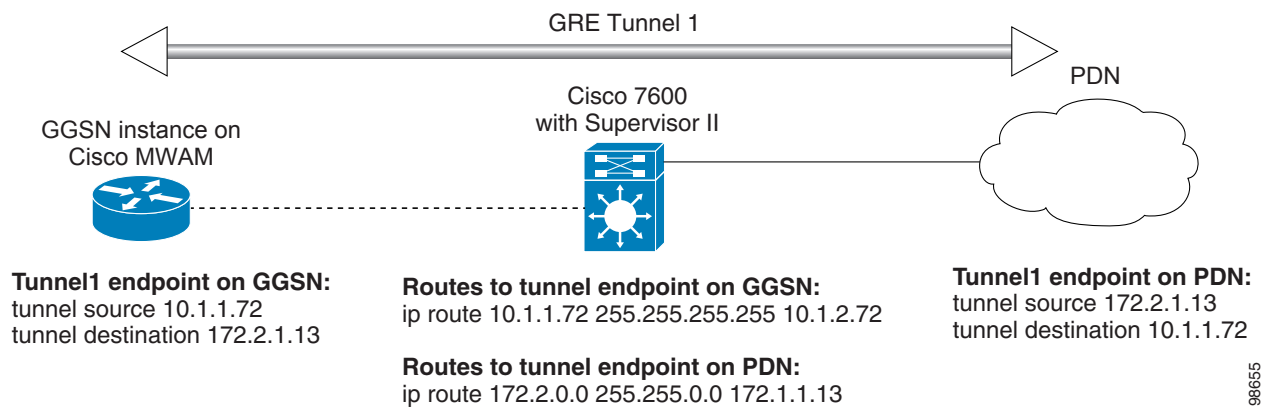 GRE Tunnel 1
PDN
Cisco 7600
with Supervisor II
GGSN instance on
Cisco MWAM
Tunnel1 endpoint on GGSN:
tunnel source 10.1.1.72
tunnel destination 172.2.1.13
Routes to tunnel endpoint on GGSN:
ip route 10.1.1.72 255.255.255.255 10.1.2.72
Routes to tunnel endpoint on PDN:
ip route 172.2.0.0 255.255.0.0 172.1.1.13
Tunnel1 endpoint on PDN:
tunnel source 172.2.1.13
tunnel destination 10.1.1.72
98655